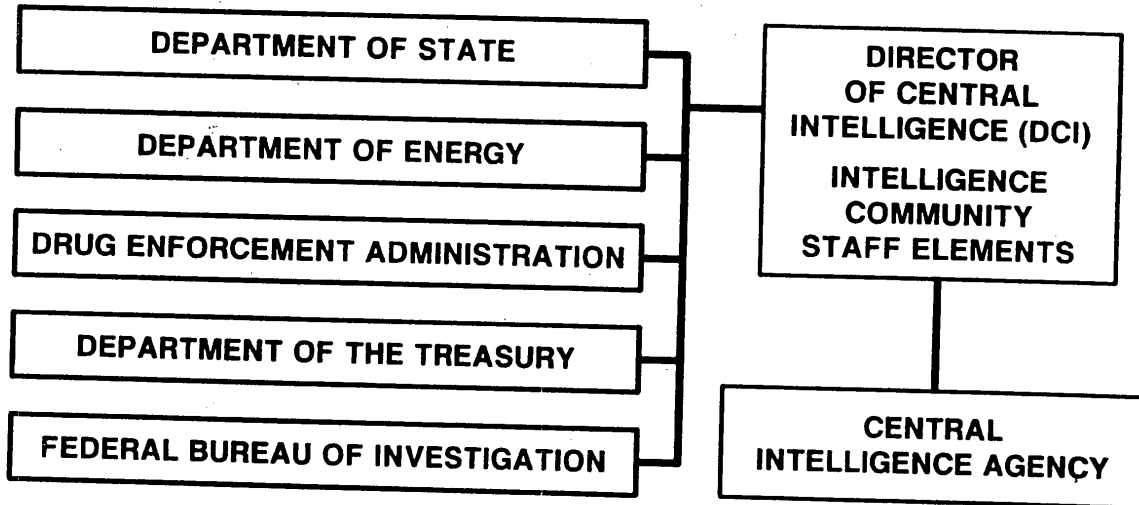 DEPARTMENT OF STATE
DEPARTMENT OF ENERGY
DRUG ENFORCEMENT ADMINISTRATION
DEPARTMENT OF THE TREASURY
FEDERAL BUREAU OF INVESTIGATION
DIRECTOR
OF CENTRAL
INTELLIGENCE (DCI)
INTELLIGENCE
COMMUNITY
STAFF ELEMENTS
CENTRAL
INTELLIGENCE AGENCY